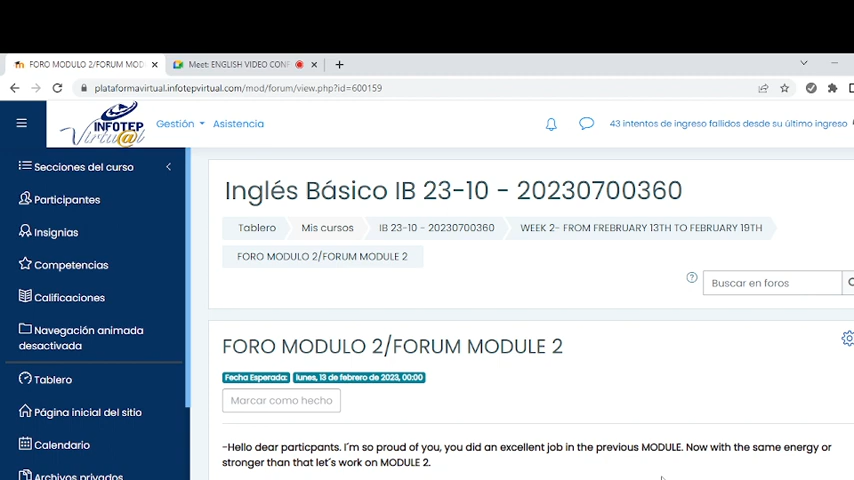 FORO MODULO 2/FORUM MOD
Meet: ENGLISH VIDEO CONF
plataformavirtual.infotepvirtual.com/mod/forum/view.php?id=600159
INFOTEP
Virtu@l
Gestión
Asistencia
43 intentos de ingreso fallidos desde su último ingreso
Secciones del curso
Participantes
Insignias
Competencias
Calificaciones
Navegación animada
desactivada
Tablero
Página inicial del sitio
Calendario
Archivos privados
Inglés Básico IB 23-10 - 20230700360
Tablero
Mis cursos
IB 23-10 - 20230700360
WEEK 2- FROM FREBRUARY 13TH TO FEBRUARY 19TH
FORO MODULO 2/FORUM MODULE 2
Buscar en foros
FORO MODULO 2/FORUM MODULE 2
Fecha Esperada: lunes, 13 de febrero de 2023, 00:00
Marcar como hecho
-Hello dear particpants. I´m so proud of you, you did an excellent job in the previous MODULE. Now with the same energy or
stronger than that let´s work on MODULE 2.